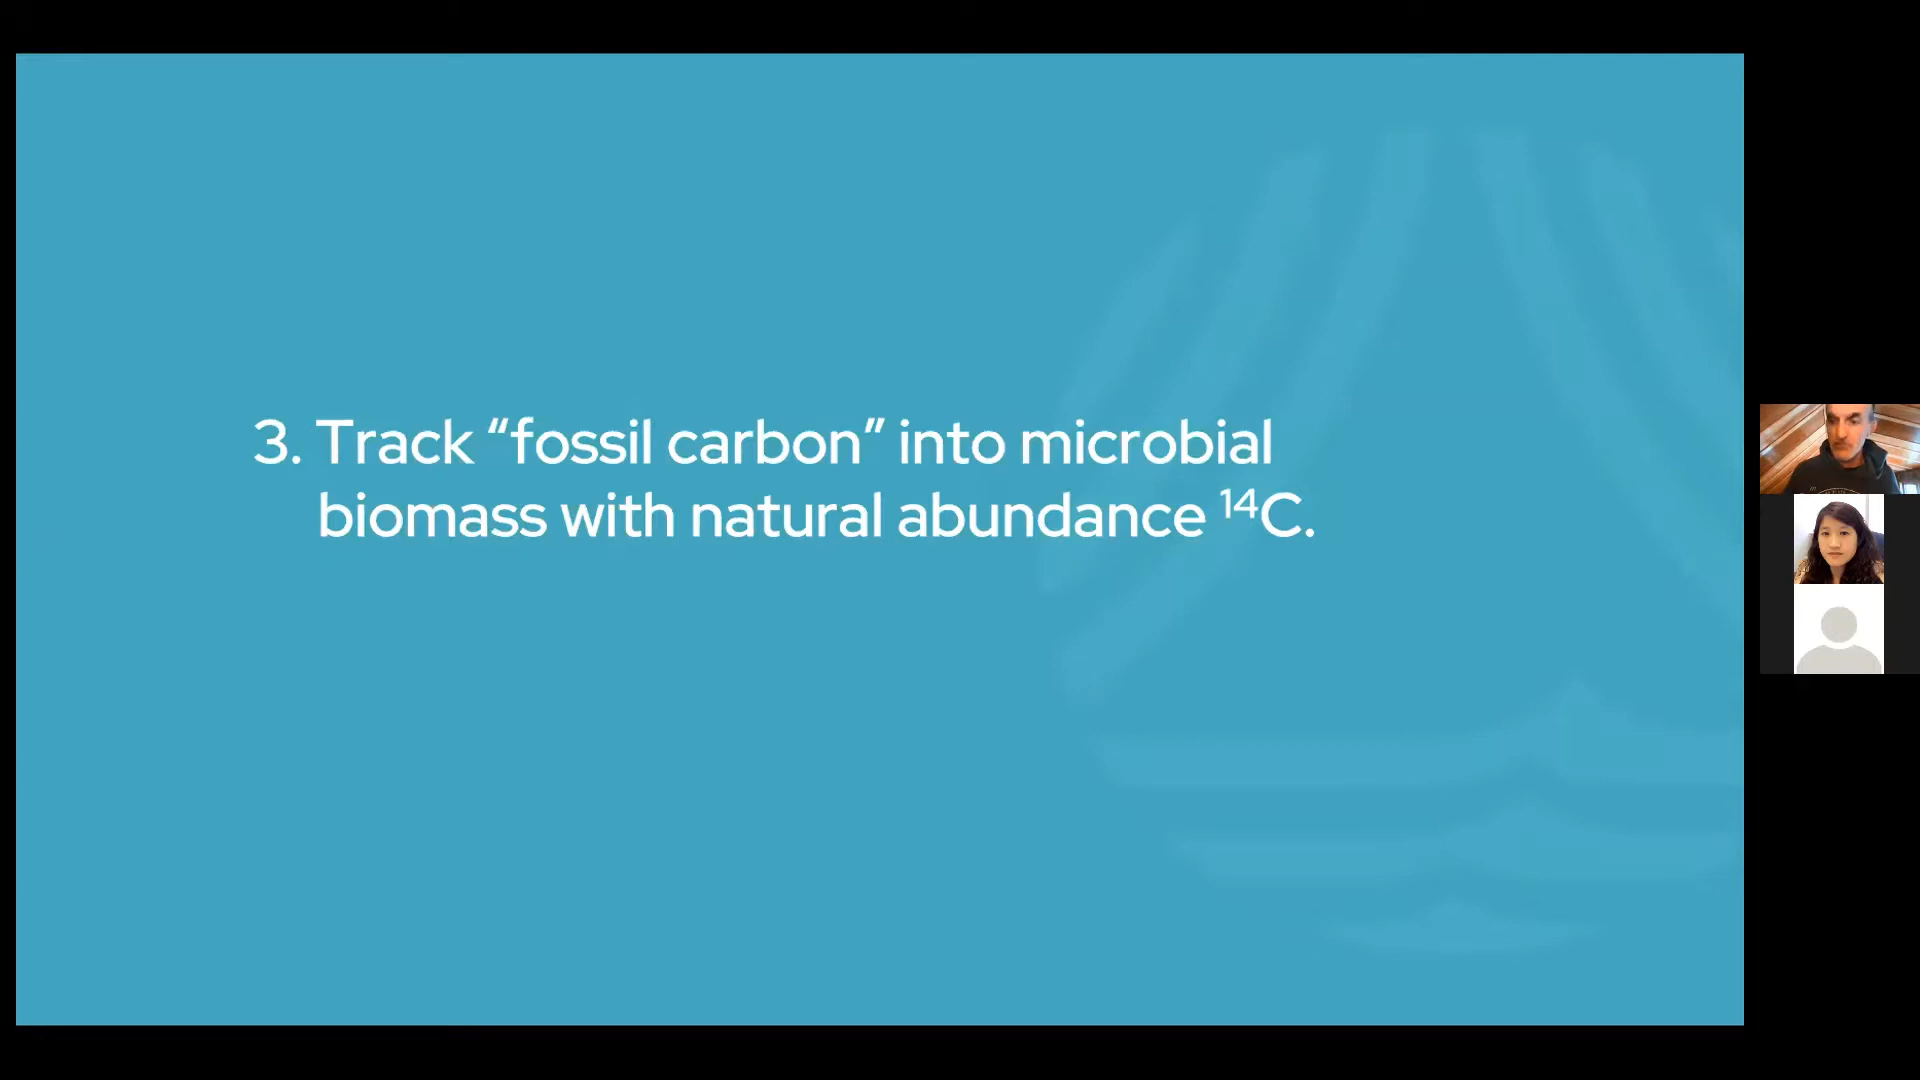 3. Track “fossil carbon” into microbial
biomass with natural abundance ¹⁴C.